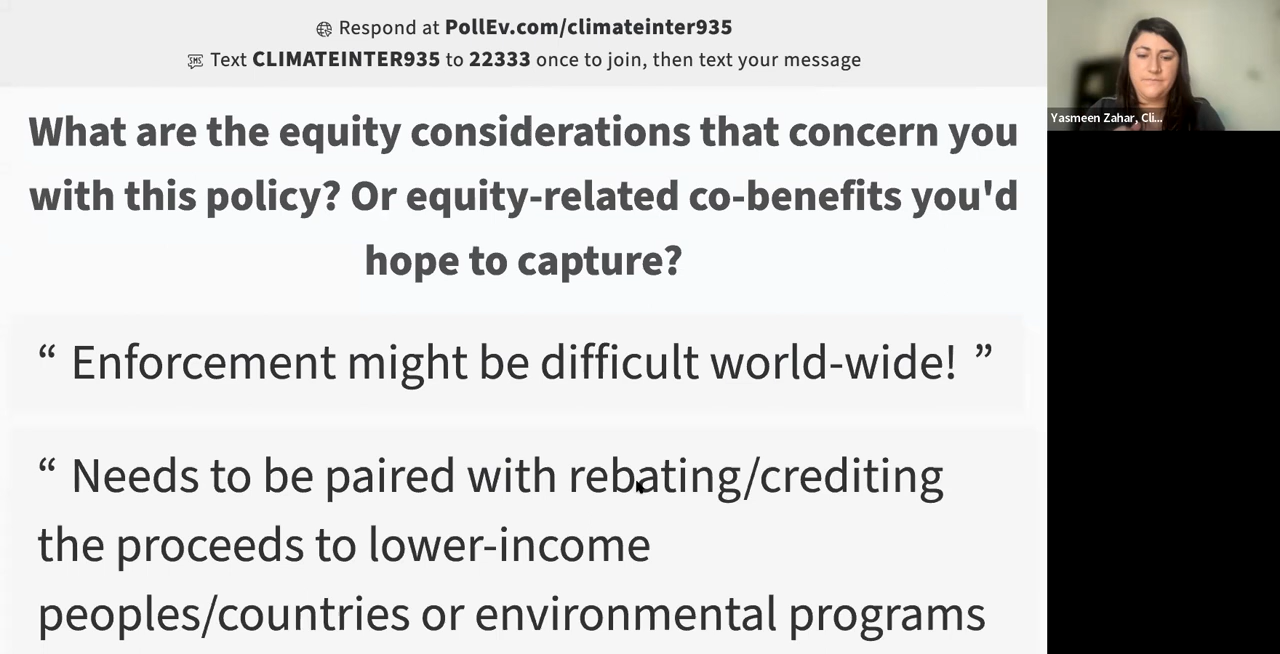 Respond at PollEv.com/climateinter935
Text CLIMATEINTER935 to 22333 once to join, then text your message
What are the equity considerations that concern you
with this policy? Or equity-related co-benefits you'd
hope to capture?
“ Enforcement might be difficult world-wide! ”
“ Needs to be paired with rebating/crediting
the proceeds to lower-income
peoples/countries or environmental programs
Yasmeen Zahar, Cli...